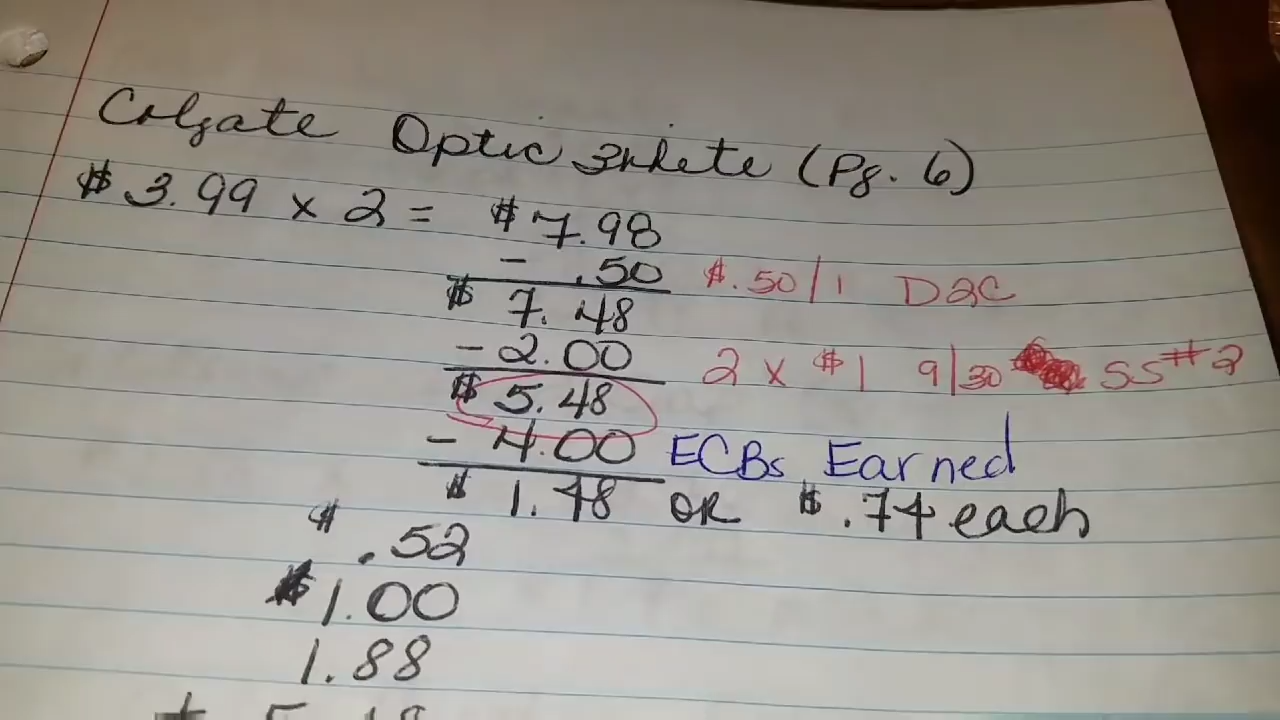 Colgate Optic White (Pg. 6)
$3.99 x 2 = $7.98
- .50 $.50/1 D2C
$ 7.48
- 2.00 2 x $1 9/30 SS#2
$ 5.48
- 4.00 ECBs Earned
$ 1.48 OR $.74 each
$ .52
$1.00
1.88